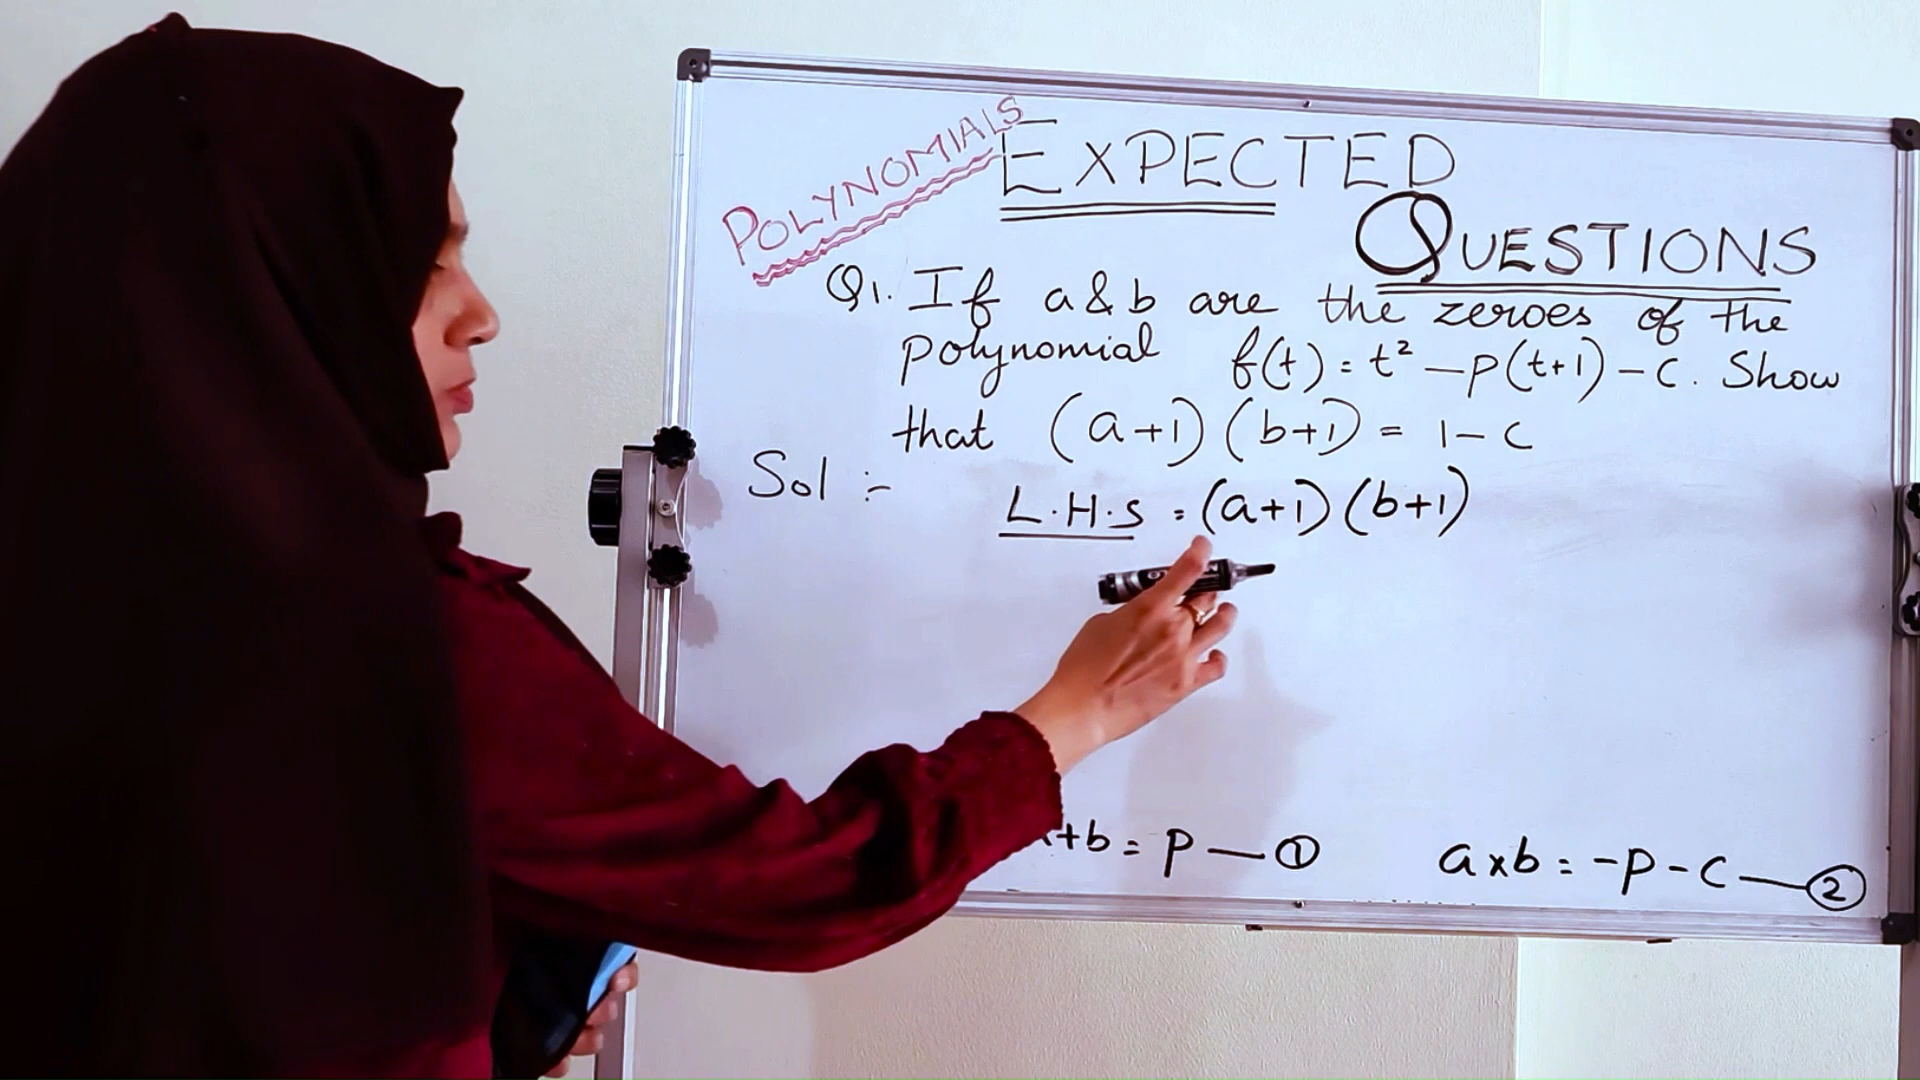 POLYNOMIALS
EXPECTED
QUESTIONS
Q1. If a & b are the zeroes of the
polynomial f(t) = t² – p(t+1) – c. Show
that (a+1)(b+1) = 1 – c
Sol :-
L.H.S = (a+1)(b+1)
+b = p — ①
a x b = -p - c — ②